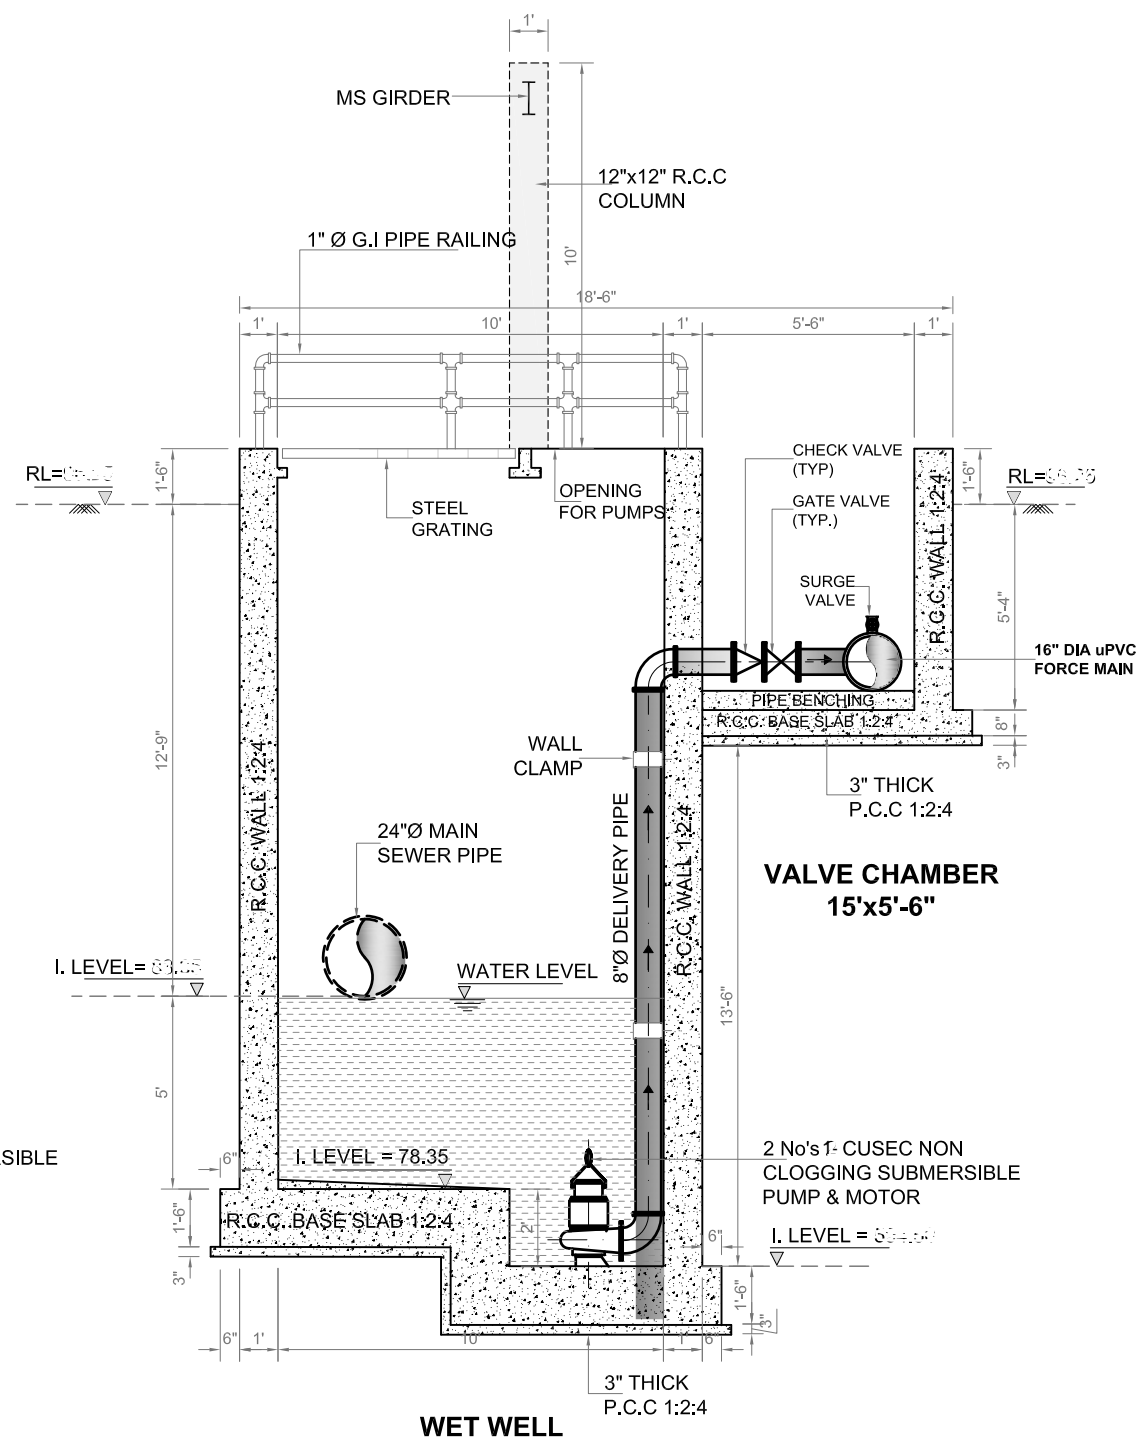 1'
MS GIRDER
12"x12" R.C.C
COLUMN
10'
1" Ø G.I PIPE RAILING
18'-6"
1'
10'
1'
5'-6"
1'
RL=
1'-6"
STEEL
GRATING
OPENING
FOR PUMPS
CHECK VALVE
(TYP)
GATE VALVE
(TYP.)
SURGE
VALVE
R.C.C. WALL 1:2:4
1'-6"
RL=
5'-4"
16" DIA uPVC
FORCE MAIN
PIPE BENCHING
R.C.C. BASE SLAB 1:2:4
8"
3"
3" THICK
P.C.C 1:2:4
12'-9"
R.C.C. WALL 1:2:4
WALL
CLAMP
24"Ø MAIN
SEWER PIPE
8"Ø DELIVERY PIPE
R.C.C. WALL 1:2:4
VALVE CHAMBER
15'x5'-6"
I. LEVEL=
WATER LEVEL
13'-6"
5'
SIBLE
6"
I. LEVEL = 78.35
2 No's CUSEC NON
CLOGGING SUBMERSIBLE
PUMP & MOTOR
1'-6"
R.C.C. BASE SLAB 1:2:4
2'
6"
I. LEVEL =
3"
1'-6"
3"
6"
1'
10'
1'
6"
3" THICK
P.C.C 1:2:4
WET WELL